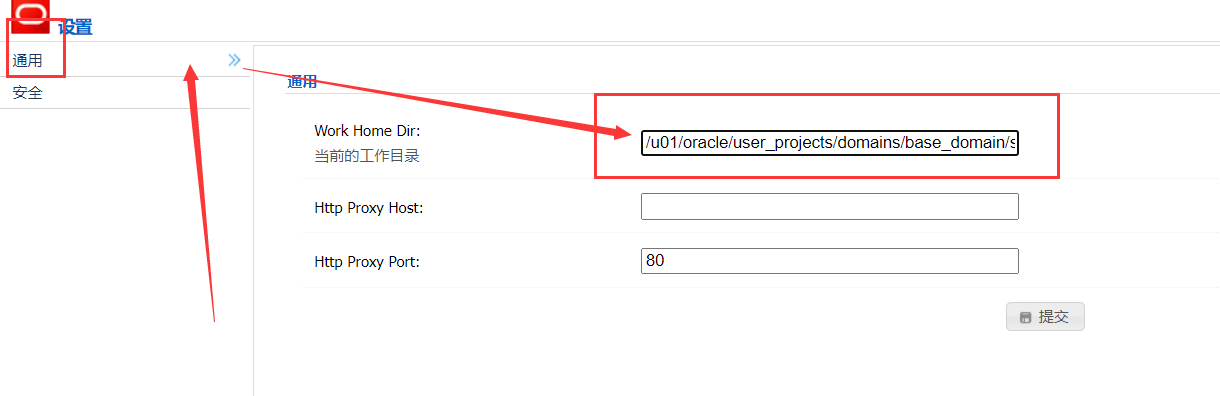 设置
通用
安全
通用
Work Home Dir:
当前的工作目录
/u01/oracle/user_projects/domains/base_domain/s
Http Proxy Host:
Http Proxy Port:
80
提交